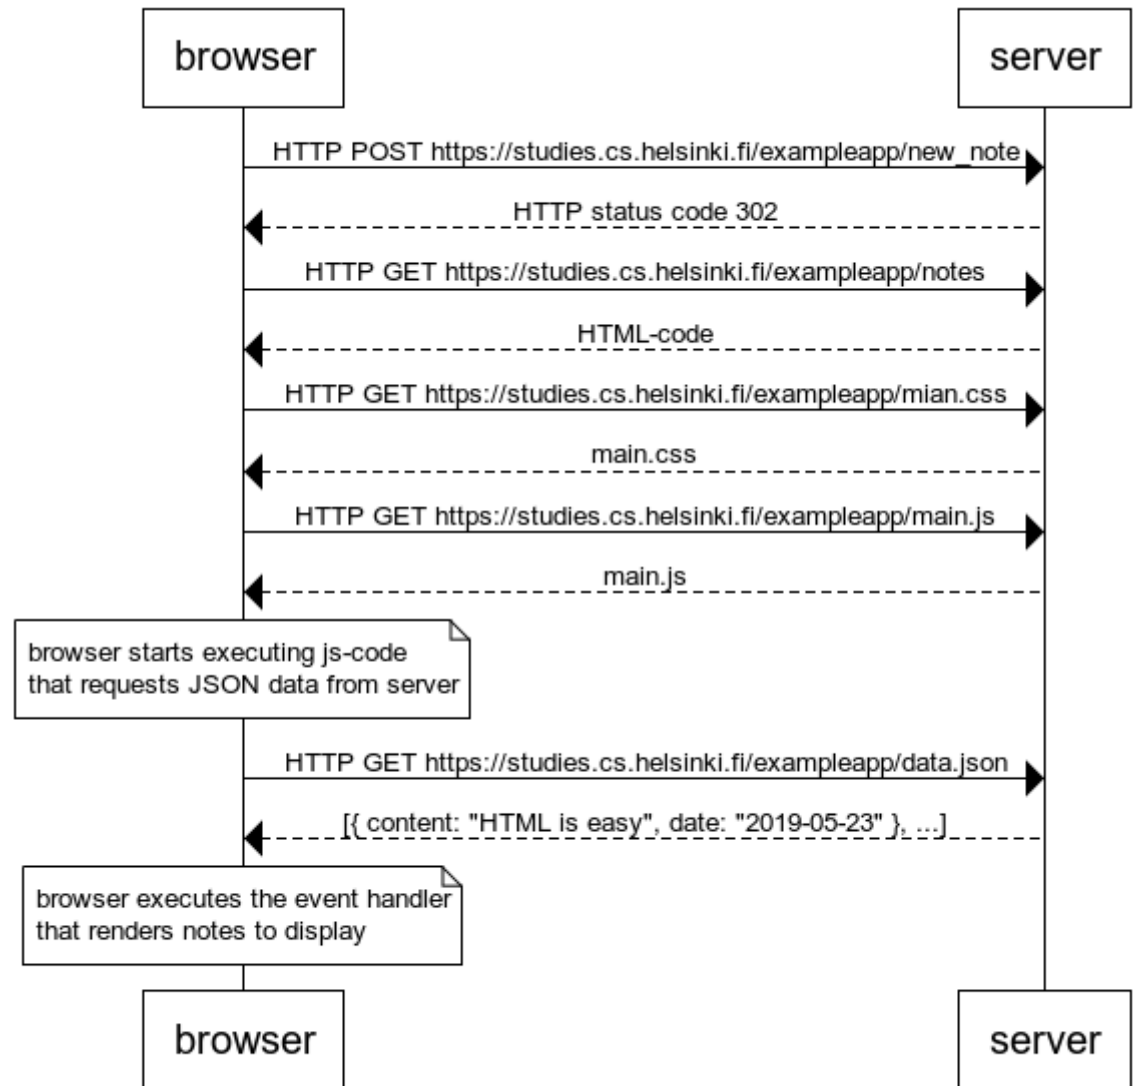 browser
server
HTTP POST https://studies.cs.helsinki.fi/exampleapp/new_note
HTTP status code 302
HTTP GET https://studies.cs.helsinki.fi/exampleapp/notes
HTML-code
HTTP GET https://studies.cs.helsinki.fi/exampleapp/mian.css
main.css
HTTP GET https://studies.cs.helsinki.fi/exampleapp/main.js
main.js
browser starts executing js-code
that requests JSON data from server
HTTP GET https://studies.cs.helsinki.fi/exampleapp/data.json
[{ content: "HTML is easy", date: "2019-05-23" }, ...]
browser executes the event handler
that renders notes to display
browser
server